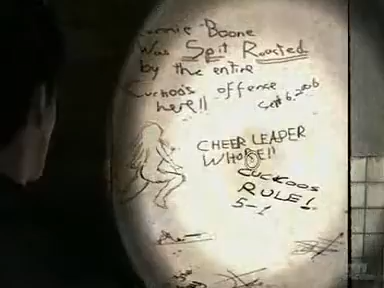 Boone
Was Spit Roasted
by the entire
Cuckoo's offense
here!!
Sept 6, 2006
CHEER LEADER
WHORE!!
CUCKOOS
RULE!
5-1